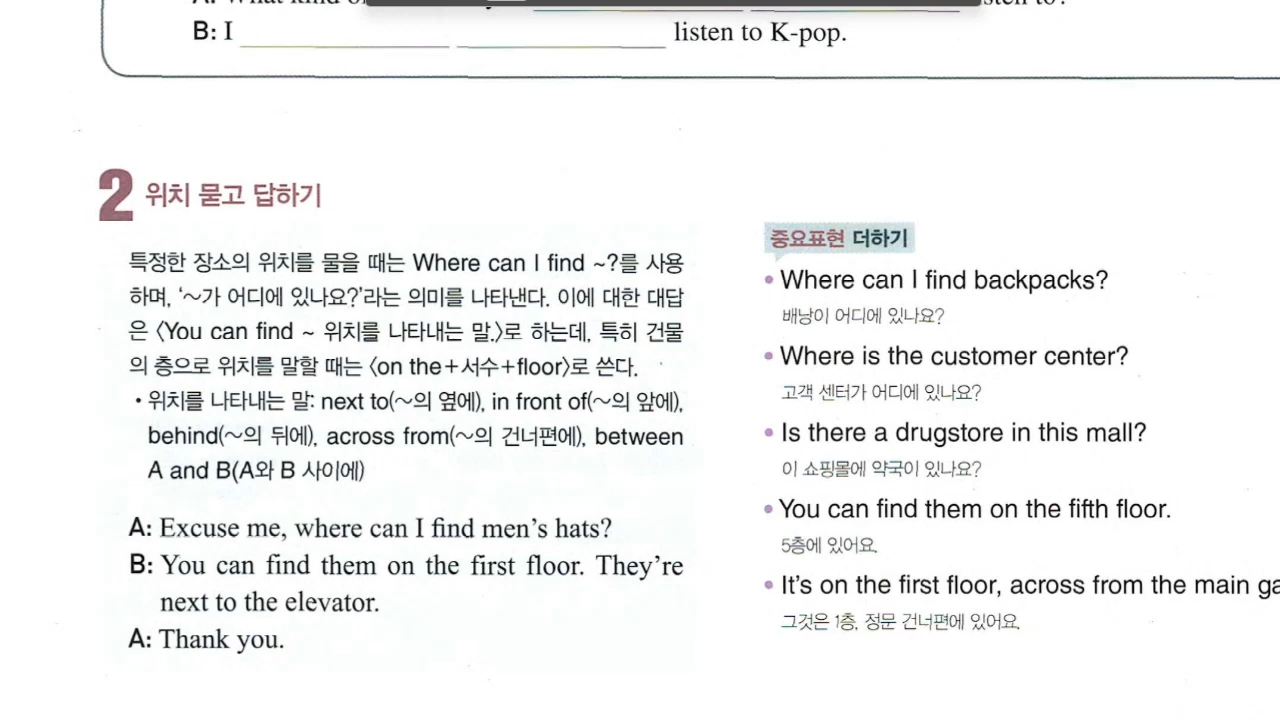 A: What kind
B: I ____ ____ listen to K-pop.
2 위치 묻고 답하기
특정한 장소의 위치를 물을 때는 Where can I find ~?를 사용
하며, ‘~가 어디에 있나요?’라는 의미를 나타낸다. 이에 대한 대답
은 〈You can find ~ 위치를 나타내는 말.〉로 하는데, 특히 건물
의 층으로 위치를 말할 때는 〈on the+서수+floor〉로 쓴다.
• 위치를 나타내는 말: next to(~의 옆에), in front of(~의 앞에),
behind(~의 뒤에), across from(~의 건너편에), between
A and B(A와 B 사이에)
A: Excuse me, where can I find men’s hats?
B: You can find them on the first floor. They’re
next to the elevator.
A: Thank you.
중요표현 더하기
• Where can I find backpacks?
배낭이 어디에 있나요?
• Where is the customer center?
고객 센터가 어디에 있나요?
• Is there a drugstore in this mall?
이 쇼핑몰에 약국이 있나요?
• You can find them on the fifth floor.
5층에 있어요.
• It’s on the first floor, across from the main
그것은 1층, 정문 건너편에 있어요.